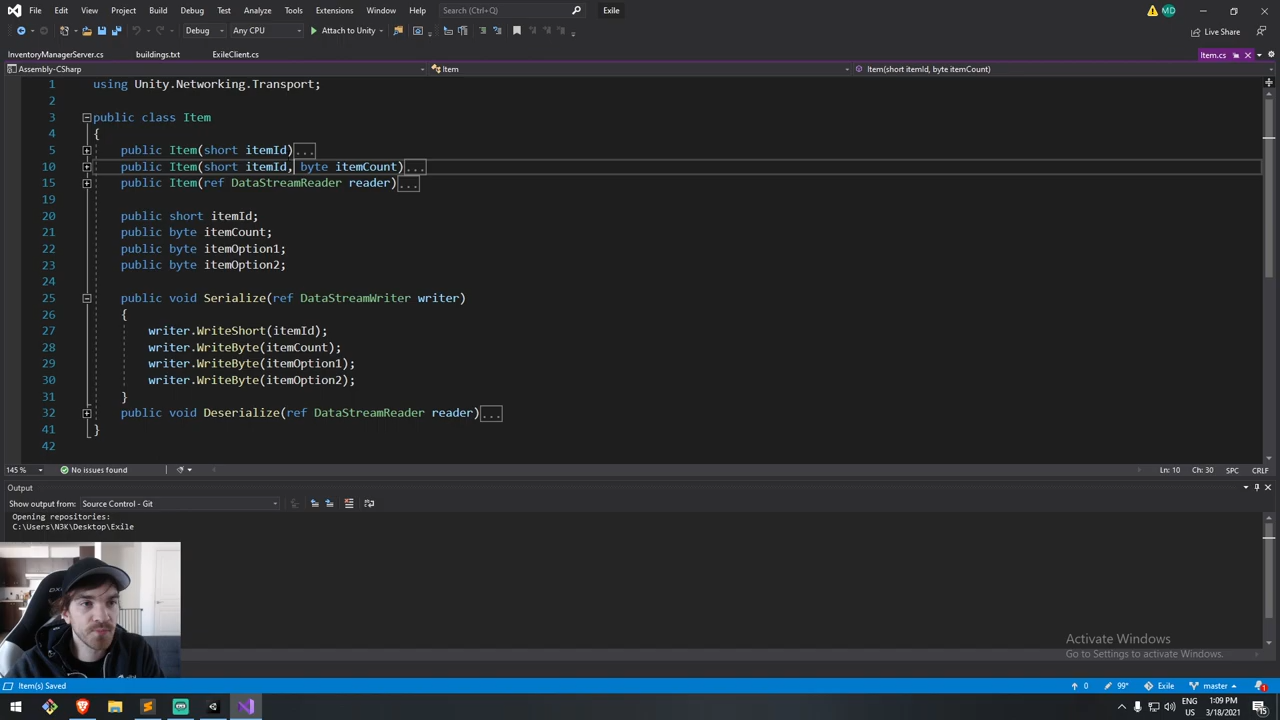 File Edit View Project Build Debug Test Analyze Tools Extensions Window Help Search (Ctrl+Q) Exile MD
Debug Any CPU Attach to Unity Live Share
InventoryManagerServer.cs buildings.txt ExileClient.cs Item.cs
Assembly-CSharp Item Item(short itemId, byte itemCount)
1 using Unity.Networking.Transport;
2
3 public class Item
4 {
5 public Item(short itemId)...
10 public Item(short itemId, byte itemCount)...
15 public Item(ref DataStreamReader reader)...
19
20 public short itemId;
21 public byte itemCount;
22 public byte itemOption1;
23 public byte itemOption2;
24
25 public void Serialize(ref DataStreamWriter writer)
26 {
27 writer.WriteShort(itemId);
28 writer.WriteByte(itemCount);
29 writer.WriteByte(itemOption1);
30 writer.WriteByte(itemOption2);
31 }
32 public void Deserialize(ref DataStreamReader reader)...
41 }
42
145 % No issues found Ln: 10 Ch: 30 SPC CRLF
Output
Show output from: Source Control - Git
Opening repositories:
C:\Users\N3K\Desktop\Exile
Activate Windows
Go to Settings to activate Windows.
Item(s) Saved 0 99* Exile master 1
ENG 1:09 PM
US 3/18/2021 15